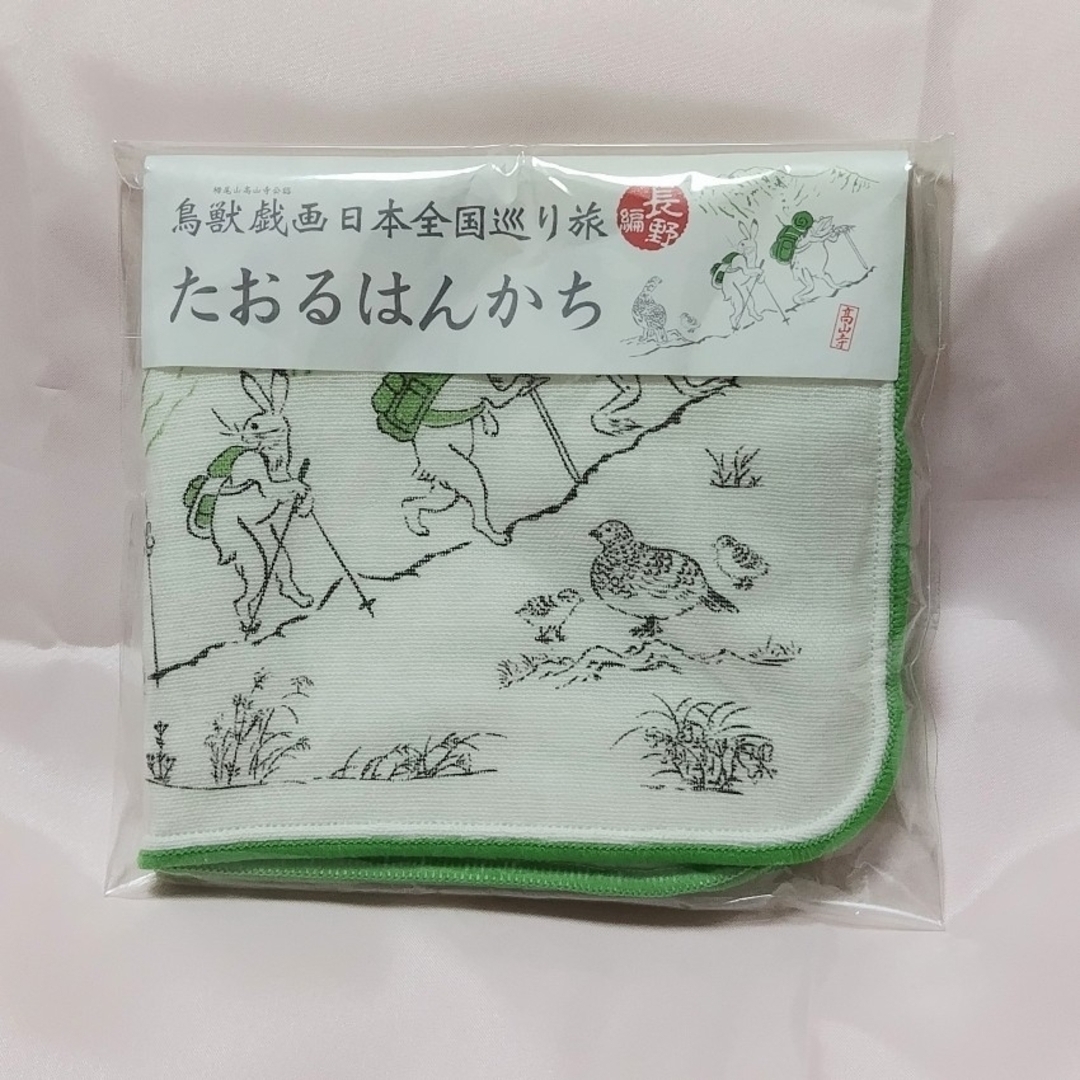 栂尾山高山寺公認
鳥獣戯画日本全国巡り旅
長野編
たおるはんかち
高山寺